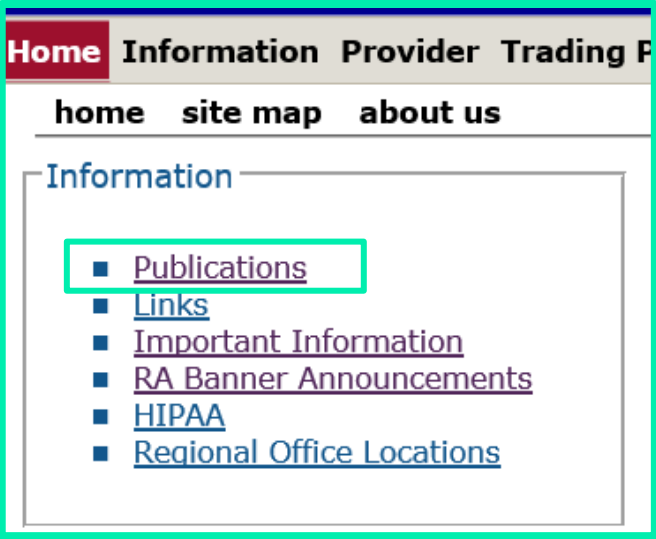 Home Information Provider Trading P
home site map about us
Information
Publications
Links
Important Information
RA Banner Announcements
HIPAA
Regional Office Locations